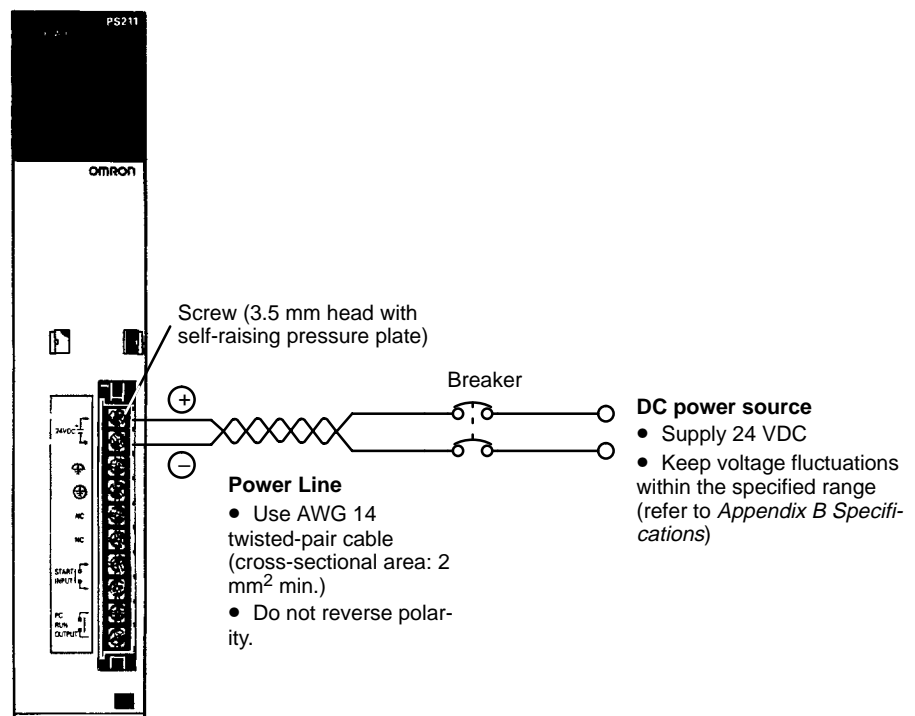 PS211
OMRON
Screw (3.5 mm head with
self-raising pressure plate)
Breaker
+
−
DC power source
• Supply 24 VDC
• Keep voltage fluctuations
within the specified range
(refer to Appendix B Specifi-
cations)
Power Line
• Use AWG 14
twisted-pair cable
(cross-sectional area: 2
mm2 min.)
• Do not reverse polar-
ity.
24VDC
+
NC
NC
START
INPUT
PC
RUN
OUTPUT